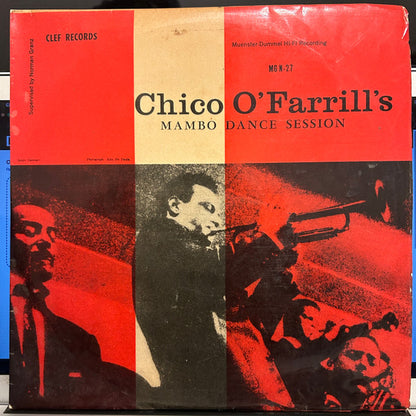 CLEF RECORDS
Supervised by Norman Granz
Muenster-Dummel Hi-Fi Recording
MG N-27
Chico O'Farrill's
MAMBO DANCE SESSION